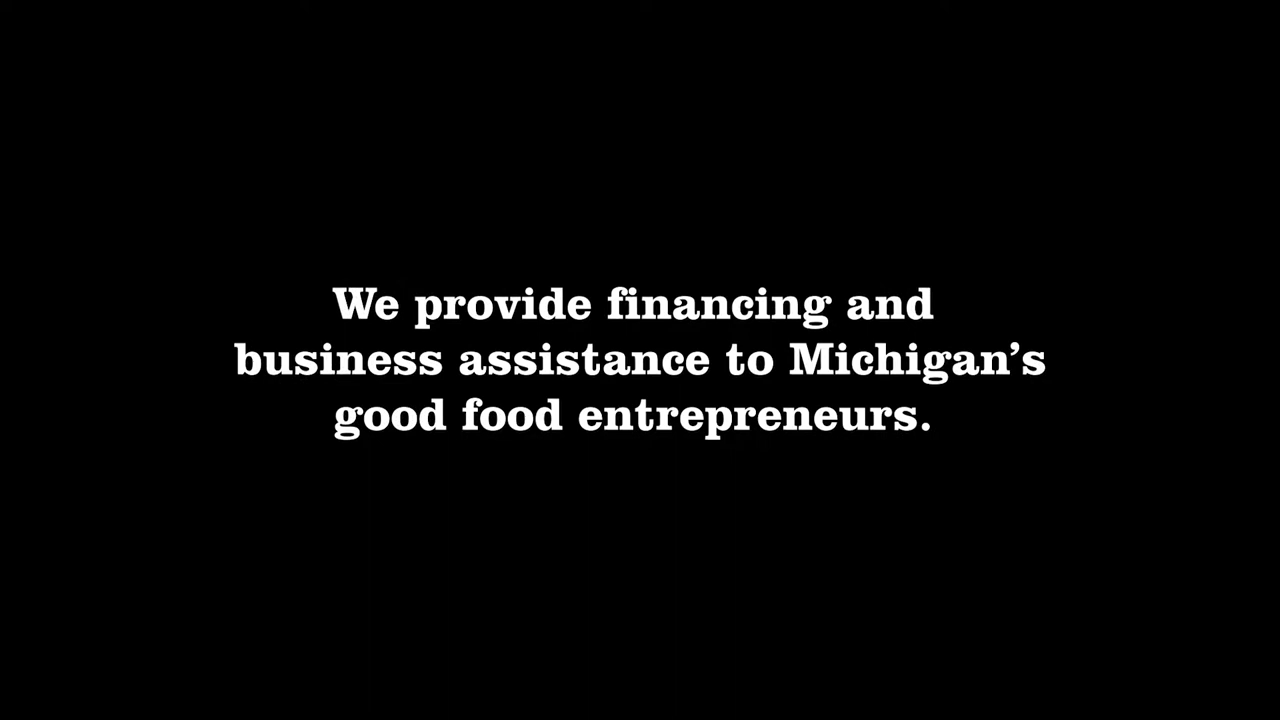 We provide financing and
business assistance to Michigan’s
good food entrepreneurs.